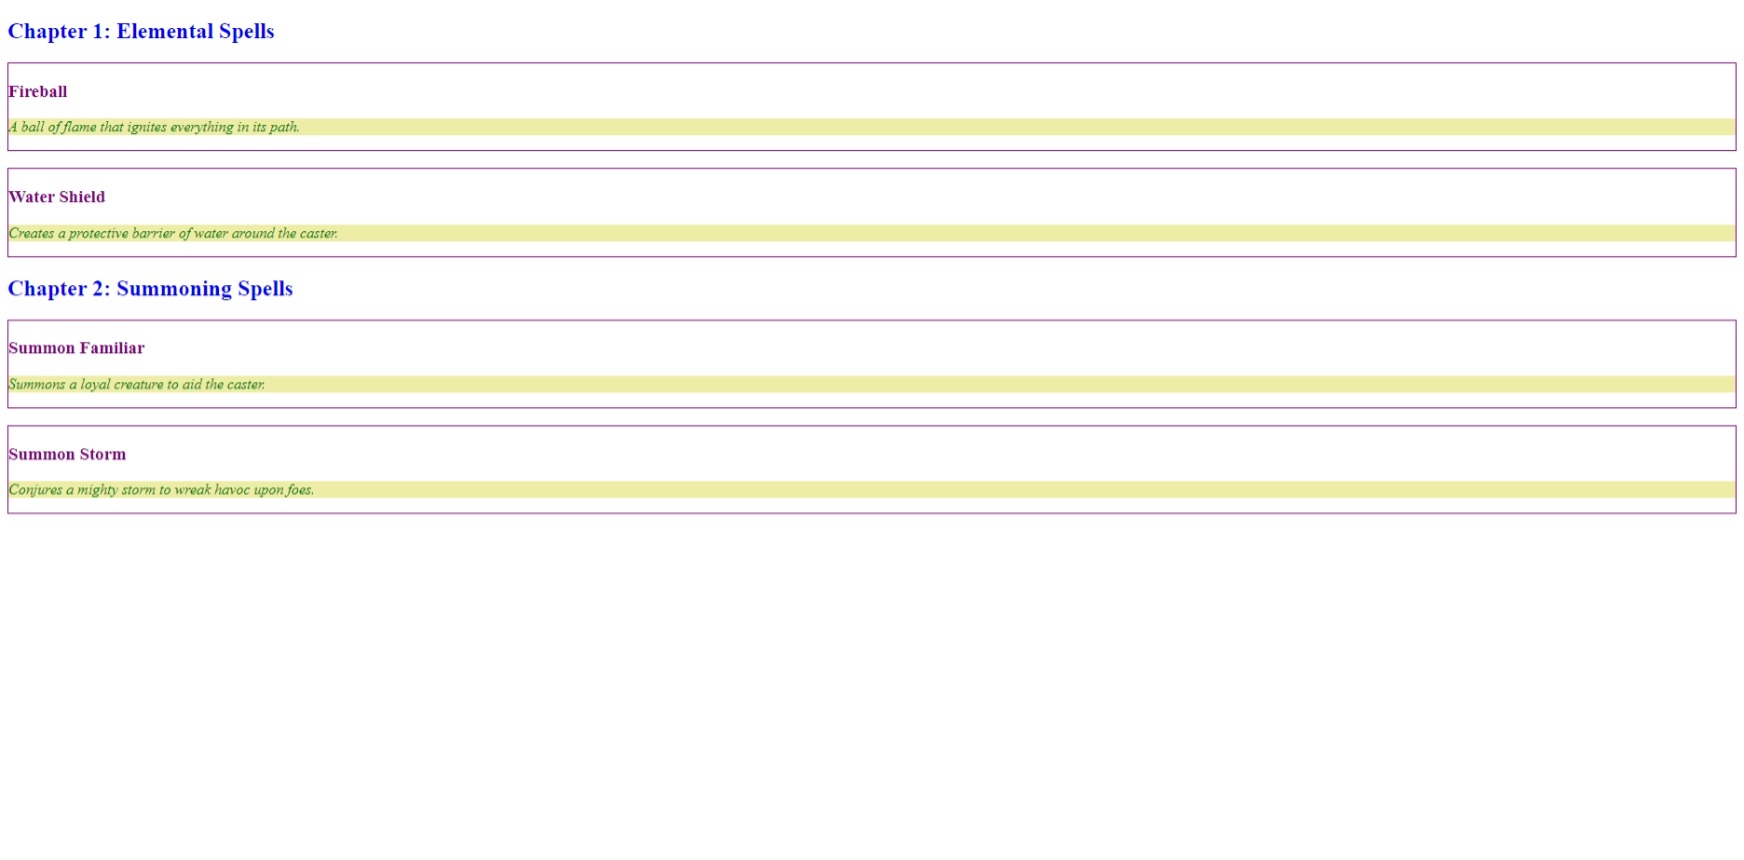 Chapter 1: Elemental Spells
Fireball
A ball of flame that ignites everything in its path.
Water Shield
Creates a protective barrier of water around the caster.
Chapter 2: Summoning Spells
Summon Familiar
Summons a loyal creature to aid the caster.
Summon Storm
Conjures a mighty storm to wreak havoc upon foes.